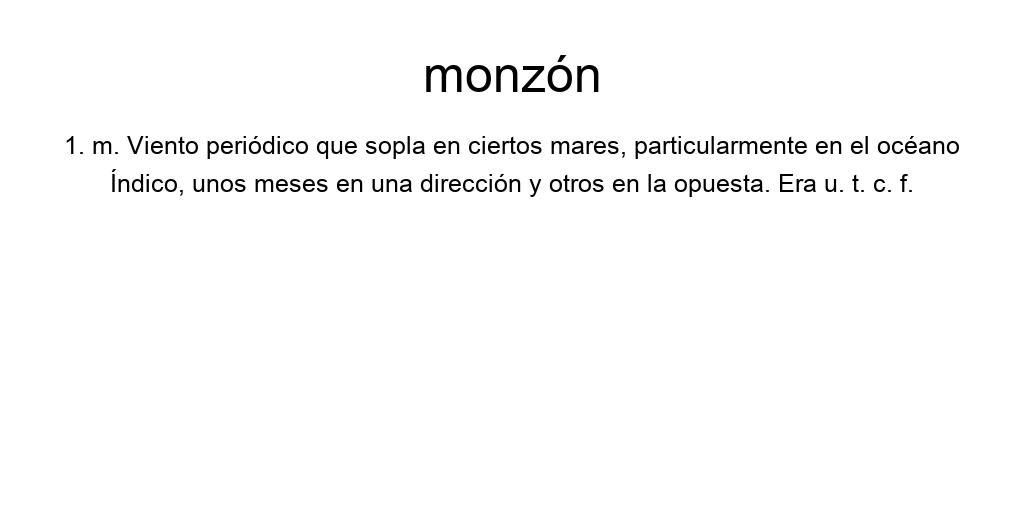 monzón
1. m. Viento periódico que sopla en ciertos mares, particularmente en el océano
Índico, unos meses en una dirección y otros en la opuesta. Era u. t. c. f.